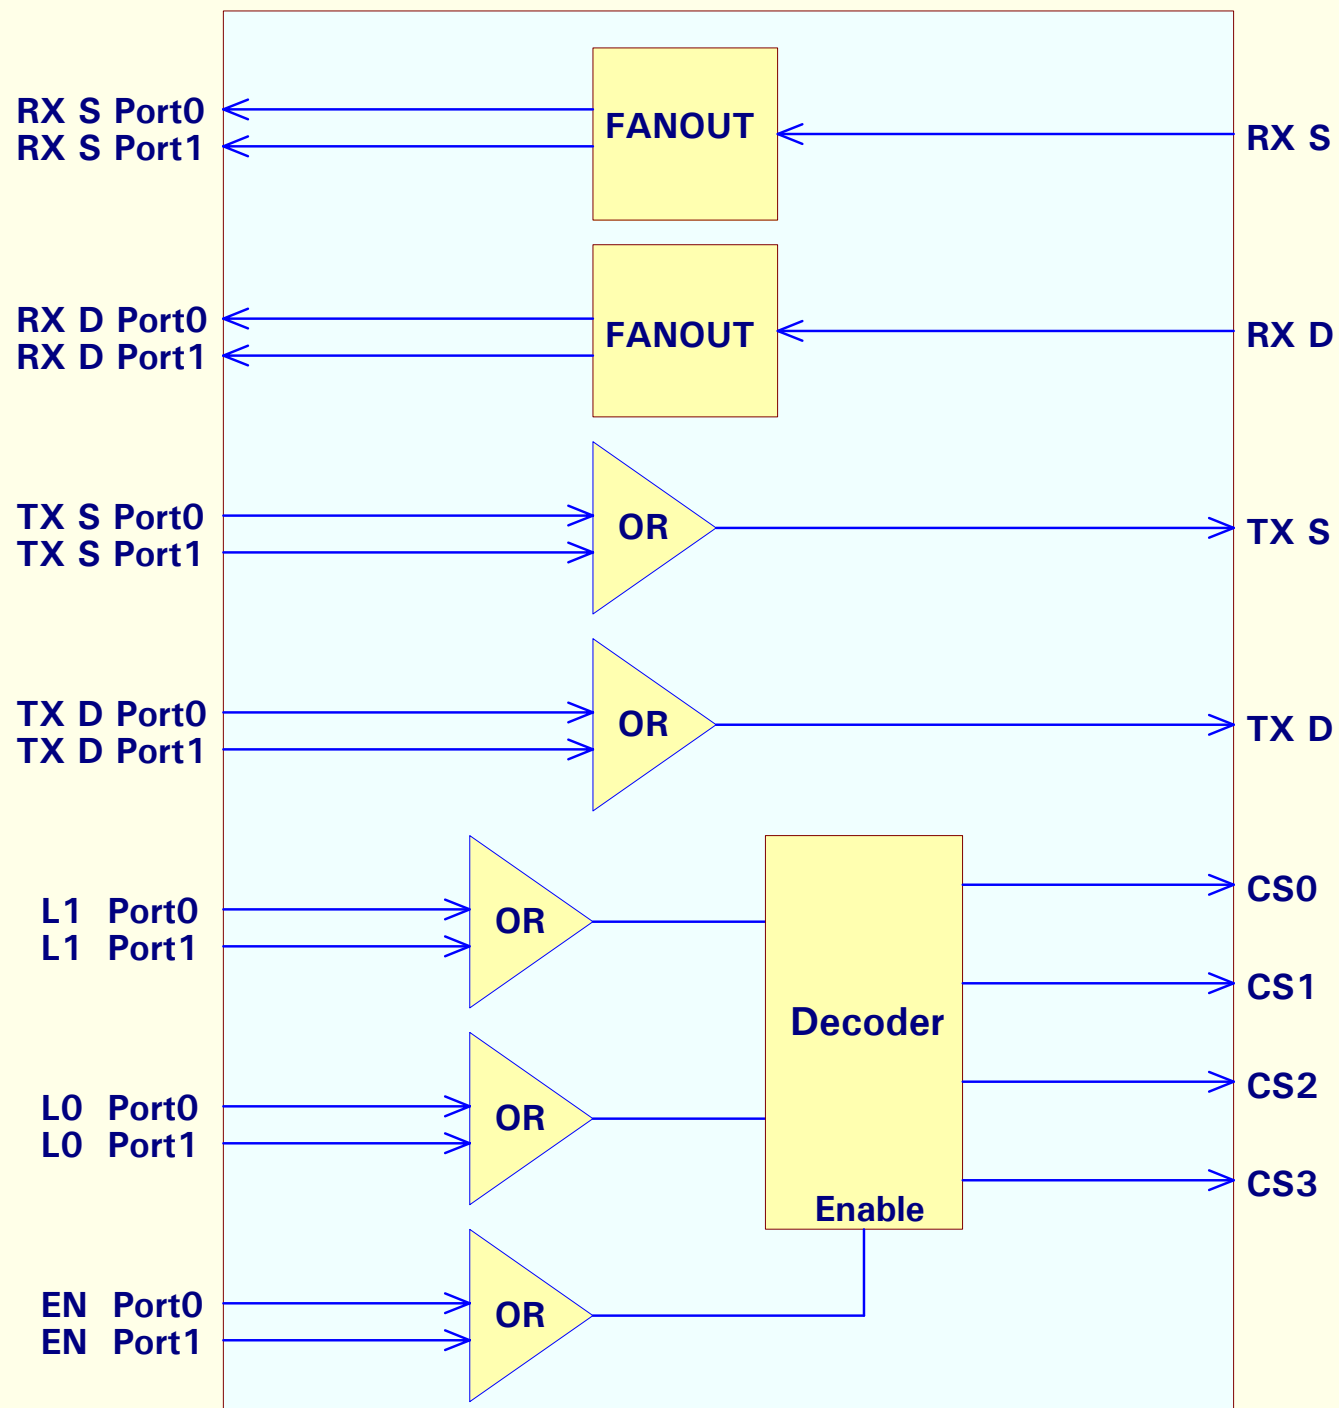 RX S Port0
RX S Port1
FANOUT
RX S
RX D Port0
RX D Port1
FANOUT
RX D
TX S Port0
TX S Port1
OR
TX S
TX D Port0
TX D Port1
OR
TX D
L1 Port0
L1 Port1
OR
L0 Port0
L0 Port1
OR
EN Port0
EN Port1
OR
Decoder
Enable
CS0
CS1
CS2
CS3